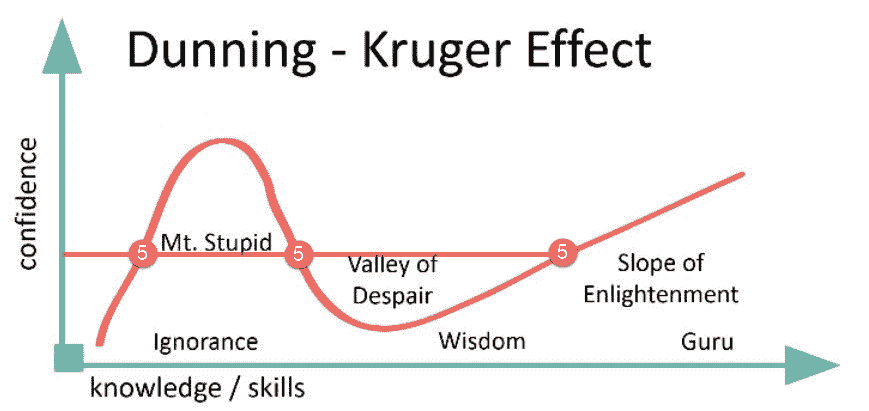 Dunning - Kruger Effect
confidence
5
Mt. Stupid
5
5
Valley of
Despair
Slope of
Enlightenment
Ignorance
Wisdom
Guru
knowledge / skills